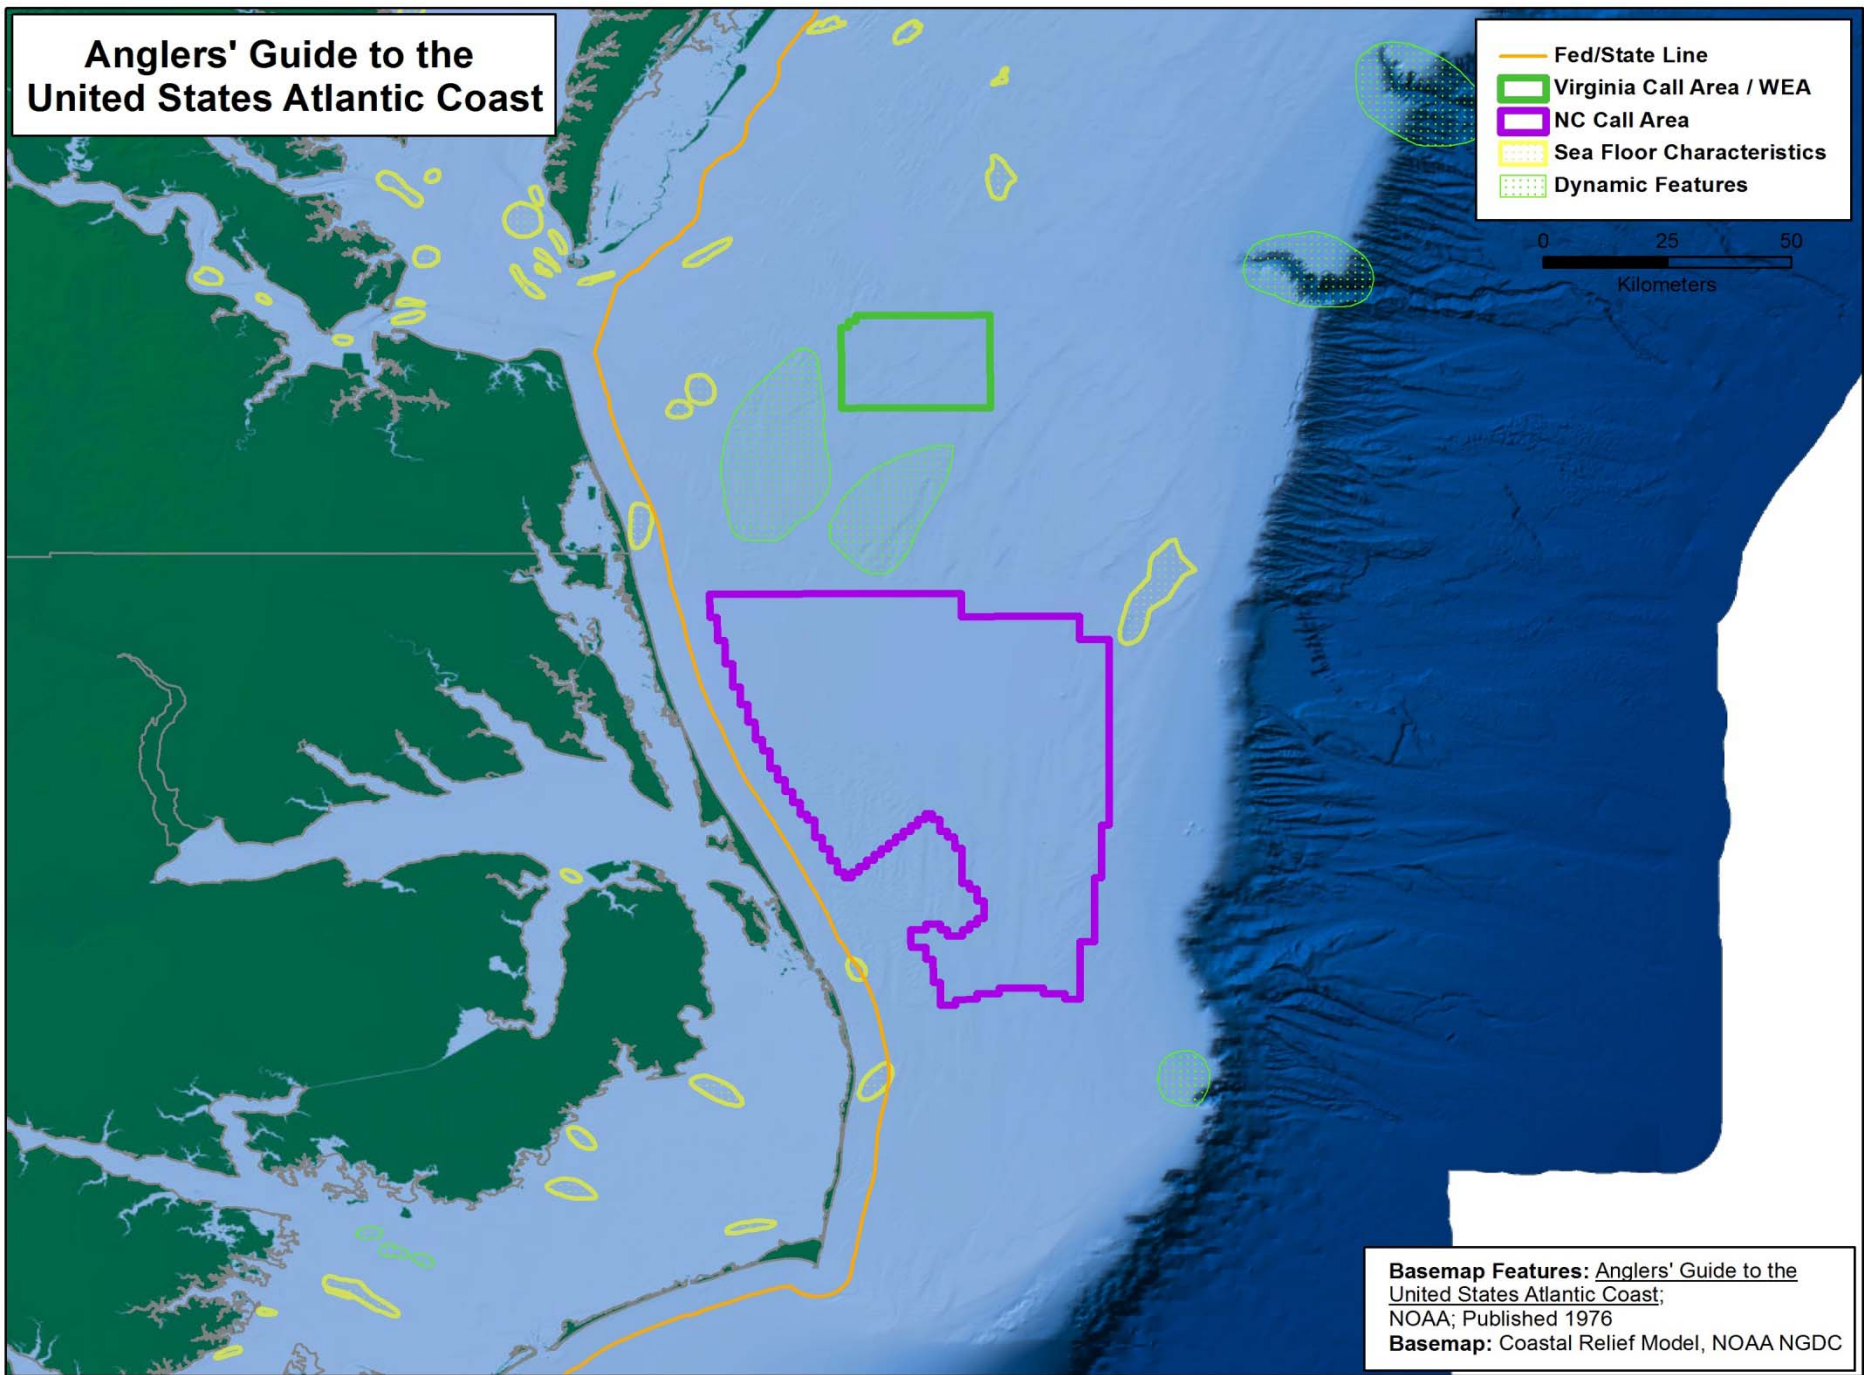 Anglers' Guide to the
United States Atlantic Coast
Fed/State Line
Virginia Call Area / WEA
NC Call Area
Sea Floor Characteristics
Dynamic Features
0 25 50
Kilometers
Basemap Features: Anglers' Guide to the
United States Atlantic Coast;
NOAA; Published 1976
Basemap: Coastal Relief Model, NOAA NGDC